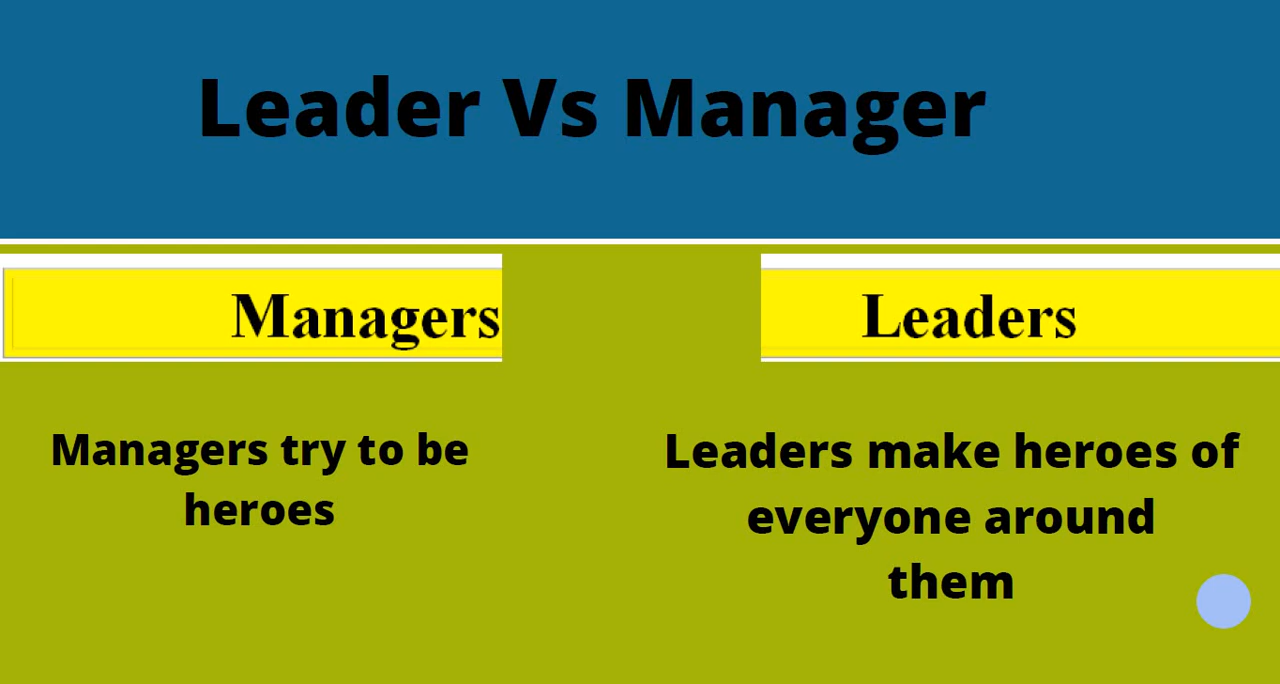 Leader Vs Manager
Managers
Leaders
Managers try to be
heroes
Leaders make heroes of
everyone around
them